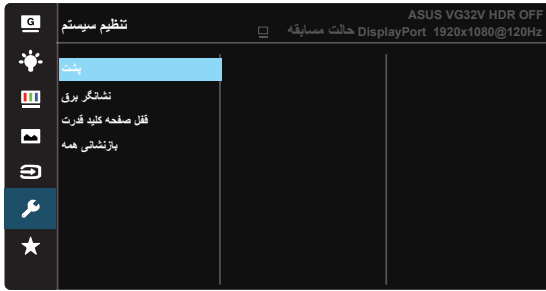 G
تنظیم سیستم
ASUS VG32V HDR OFF
حالت مسابقه DisplayPort 1920x1080@120Hz
پشت
نشانگر برق
قفل صفحه کلید قدرت
بازنشانی همه